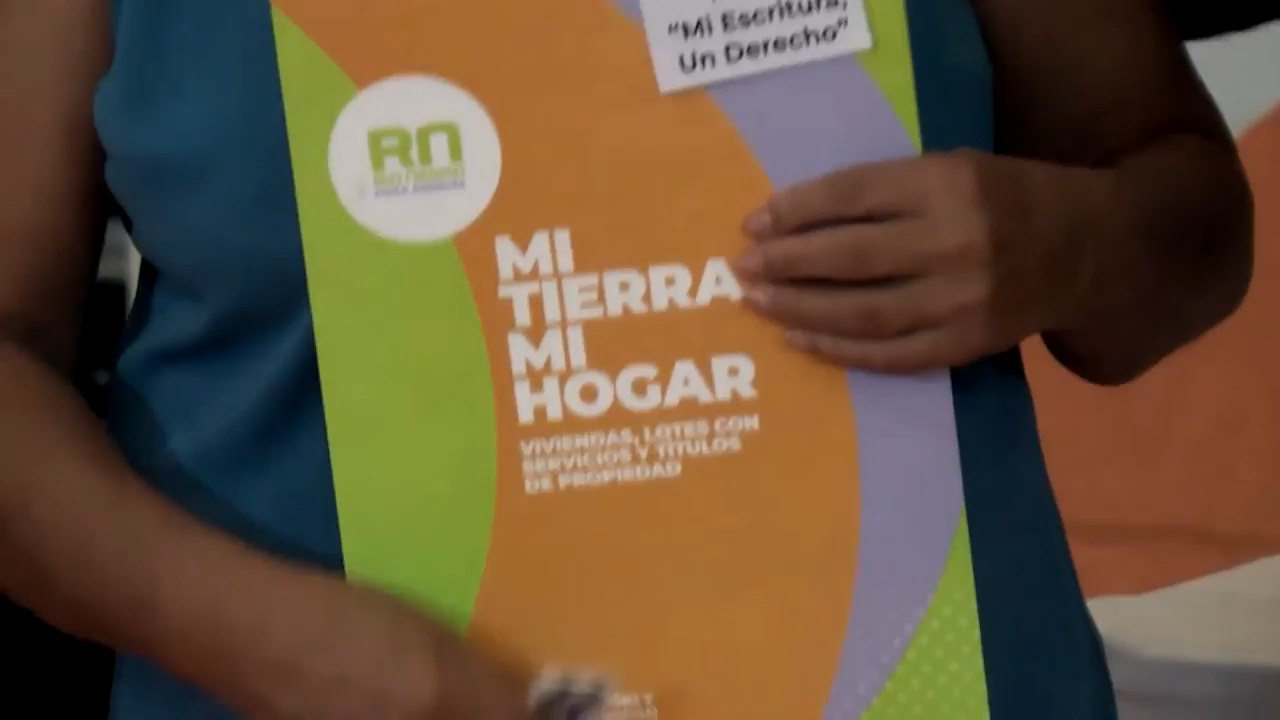 “Mi Escritura,
Un Derecho”
RN
MI
TIERRA
MI
HOGAR
VIVIENDAS, LOTES CON
SERVICIOS Y TÍTULOS
DE PROPIEDAD